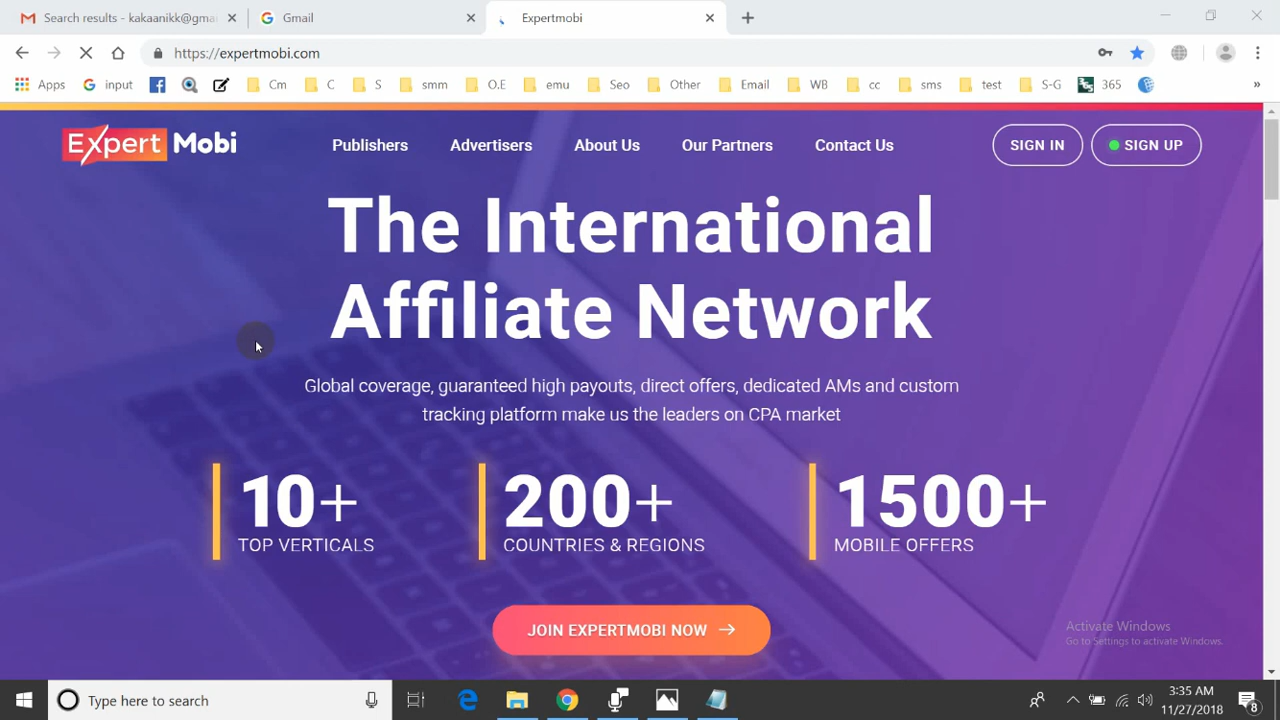 Search results - kakaanikk@gma
Gmail
Expertmobi
https://expertmobi.com
Apps
input
Cm
C
S
smm
O.E
emu
Seo
Other
Email
WB
cc
sms
test
S-G
365
»
Expert Mobi
Publishers
Advertisers
About Us
Our Partners
Contact Us
SIGN IN
SIGN UP
The International
Affiliate Network
Global coverage, guaranteed high payouts, direct offers, dedicated AMs and custom
tracking platform make us the leaders on CPA market
10+
TOP VERTICALS
200+
COUNTRIES & REGIONS
1500+
MOBILE OFFERS
JOIN EXPERTMOBI NOW →
Activate Windows
Go to Settings to activate Windows.
Type here to search
3:35 AM
11/27/2018
8